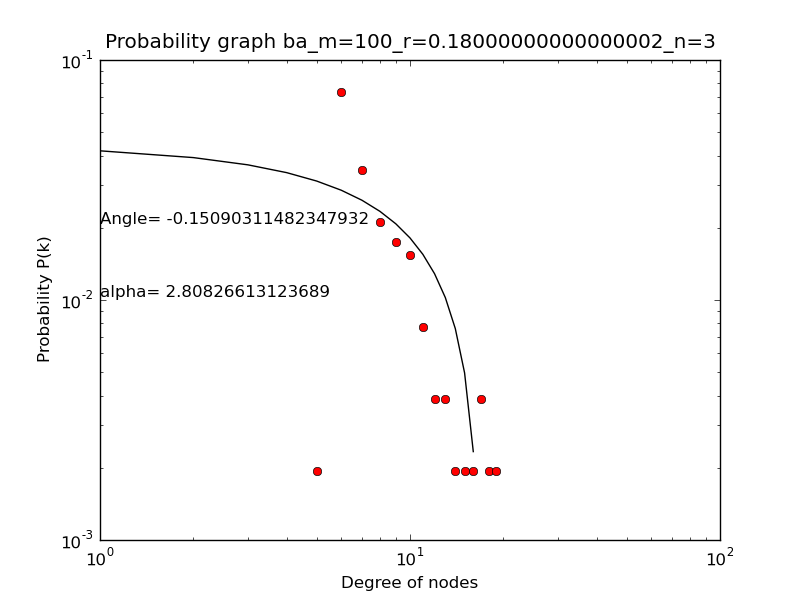 Probability graph ba_m=100_r=0.18000000000000002_n=3
10^-1
Angle= -0.15090311482347932
Probability P(k)
10^-2
alpha= 2.80826613123689
10^-3
10^0 10^1 10^2
Degree of nodes